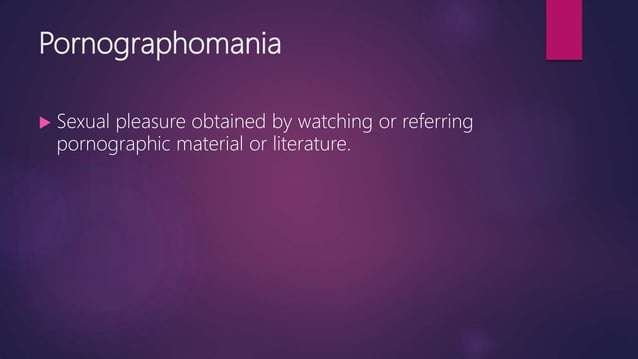 Pornographomania
Sexual pleasure obtained by watching or referring
pornographic material or literature.